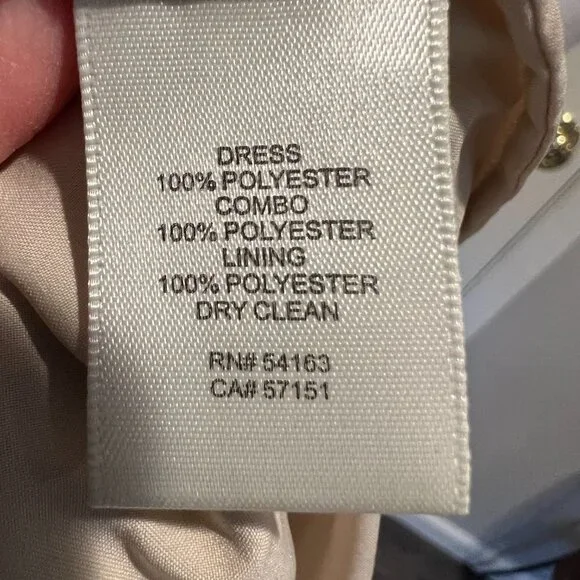 DRESS
100% POLYESTER
COMBO
100% POLYESTER
LINING
100% POLYESTER
DRY CLEAN
RN# 54163
CA# 57151